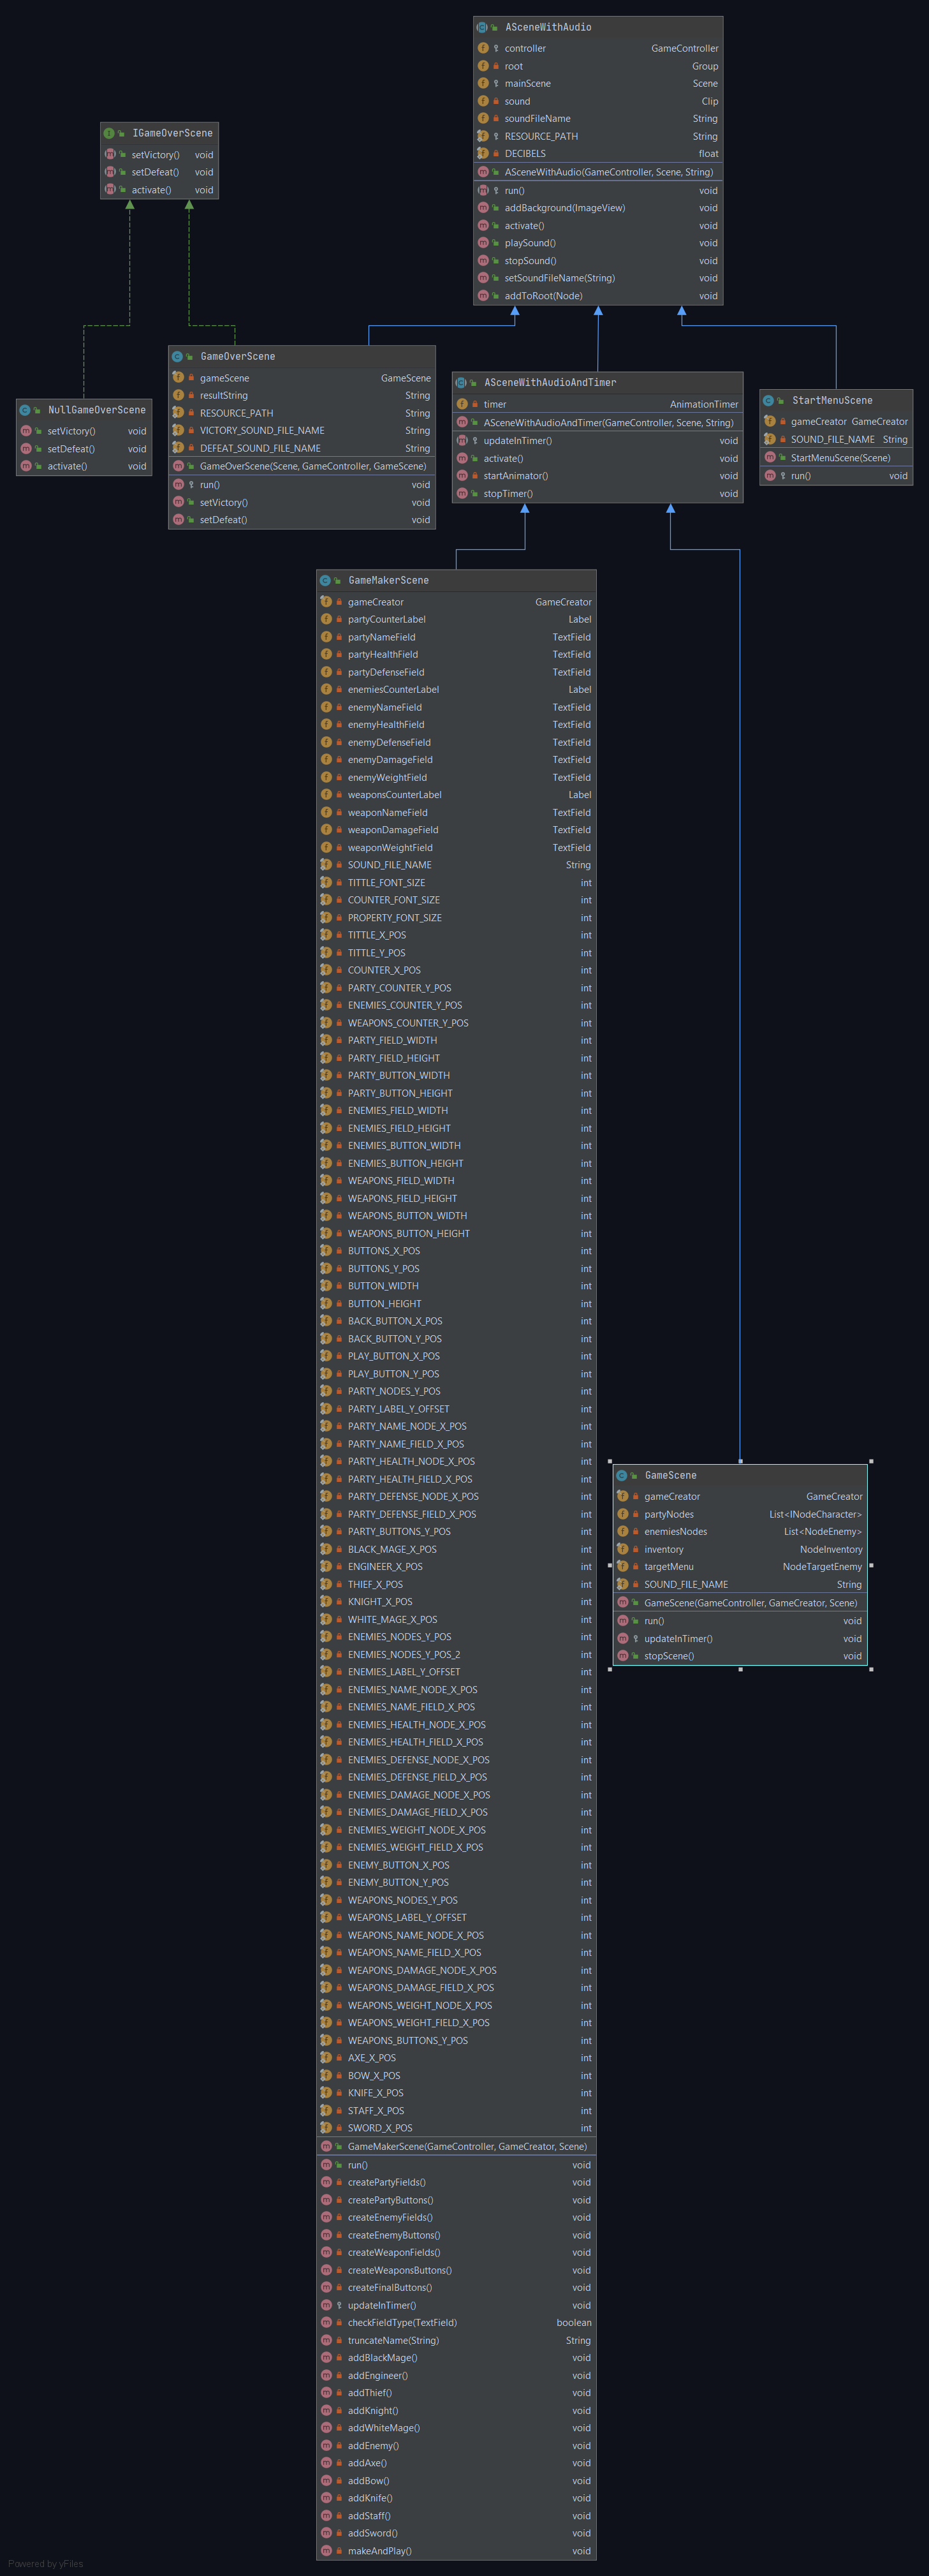 ASceneWithAudio
controller GameController
root Group
mainScene Scene
sound Clip
soundFileName String
RESOURCE_PATH String
DECIBELS float
ASceneWithAudio(GameController, Scene, String)
run() void
addBackground(ImageView) void
activate() void
playSound() void
stopSound() void
setSoundFileName(String) void
addToRoot(Node) void
IGameOverScene
setVictory() void
setDefeat() void
activate() void
GameOverScene
gameScene GameScene
resultString String
RESOURCE_PATH String
VICTORY_SOUND_FILE_NAME String
DEFEAT_SOUND_FILE_NAME String
GameOverScene(Scene, GameController, GameScene)
run() void
setVictory() void
setDefeat() void
NullGameOverScene
setVictory() void
setDefeat() void
activate() void
ASceneWithAudioAndTimer
timer AnimationTimer
ASceneWithAudioAndTimer(GameController, Scene, String)
updateInTimer() void
activate() void
startAnimator() void
stopTimer() void
StartMenuScene
gameCreator GameCreator
SOUND_FILE_NAME String
StartMenuScene(Scene)
run() void
GameMakerScene
gameCreator GameCreator
partyCounterLabel Label
partyNameField TextField
partyHealthField TextField
partyDefenseField TextField
enemiesCounterLabel Label
enemyNameField TextField
enemyHealthField TextField
enemyDefenseField TextField
enemyDamageField TextField
enemyWeightField TextField
weaponsCounterLabel Label
weaponNameField TextField
weaponDamageField TextField
weaponWeightField TextField
SOUND_FILE_NAME String
TITTLE_FONT_SIZE int
COUNTER_FONT_SIZE int
PROPERTY_FONT_SIZE int
TITTLE_X_POS int
TITTLE_Y_POS int
COUNTER_X_POS int
PARTY_COUNTER_Y_POS int
ENEMIES_COUNTER_Y_POS int
WEAPONS_COUNTER_Y_POS int
PARTY_FIELD_WIDTH int
PARTY_FIELD_HEIGHT int
PARTY_BUTTON_WIDTH int
PARTY_BUTTON_HEIGHT int
ENEMIES_FIELD_WIDTH int
ENEMIES_FIELD_HEIGHT int
ENEMIES_BUTTON_WIDTH int
ENEMIES_BUTTON_HEIGHT int
WEAPONS_FIELD_WIDTH int
WEAPONS_FIELD_HEIGHT int
WEAPONS_BUTTON_WIDTH int
WEAPONS_BUTTON_HEIGHT int
BUTTONS_X_POS int
BUTTONS_Y_POS int
BUTTON_WIDTH int
BUTTON_HEIGHT int
BACK_BUTTON_X_POS int
BACK_BUTTON_Y_POS int
PLAY_BUTTON_X_POS int
PLAY_BUTTON_Y_POS int
PARTY_NODES_Y_POS int
PARTY_LABEL_Y_OFFSET int
PARTY_NAME_NODE_X_POS int
PARTY_NAME_FIELD_X_POS int
PARTY_HEALTH_NODE_X_POS int
PARTY_HEALTH_FIELD_X_POS int
PARTY_DEFENSE_NODE_X_POS int
PARTY_DEFENSE_FIELD_X_POS int
PARTY_BUTTONS_Y_POS int
BLACK_MAGE_X_POS int
ENGINEER_X_POS int
THIEF_X_POS int
KNIGHT_X_POS int
WHITE_MAGE_X_POS int
ENEMIES_NODES_Y_POS int
ENEMIES_NODES_Y_POS_2 int
ENEMIES_LABEL_Y_OFFSET int
ENEMIES_NAME_NODE_X_POS int
ENEMIES_NAME_FIELD_X_POS int
ENEMIES_HEALTH_NODE_X_POS int
ENEMIES_HEALTH_FIELD_X_POS int
ENEMIES_DEFENSE_NODE_X_POS int
ENEMIES_DEFENSE_FIELD_X_POS int
ENEMIES_DAMAGE_NODE_X_POS int
ENEMIES_DAMAGE_FIELD_X_POS int
ENEMIES_WEIGHT_NODE_X_POS int
ENEMIES_WEIGHT_FIELD_X_POS int
ENEMY_BUTTON_X_POS int
ENEMY_BUTTON_Y_POS int
WEAPONS_NODES_Y_POS int
WEAPONS_LABEL_Y_OFFSET int
WEAPONS_NAME_NODE_X_POS int
WEAPONS_NAME_FIELD_X_POS int
WEAPONS_DAMAGE_NODE_X_POS int
WEAPONS_DAMAGE_FIELD_X_POS int
WEAPONS_WEIGHT_NODE_X_POS int
WEAPONS_WEIGHT_FIELD_X_POS int
WEAPONS_BUTTONS_Y_POS int
AXE_X_POS int
BOW_X_POS int
KNIFE_X_POS int
STAFF_X_POS int
SWORD_X_POS int
GameMakerScene(GameController, GameCreator, Scene)
run() void
createPartyFields() void
createPartyButtons() void
createEnemyFields() void
createEnemyButtons() void
createWeaponFields() void
createWeaponsButtons() void
createFinalButtons() void
updateInTimer() void
checkFieldType(TextField) boolean
truncateName(String) String
addBlackMage() void
addEngineer() void
addThief() void
addKnight() void
addWhiteMage() void
addEnemy() void
addAxe() void
addBow() void
addKnife() void
addStaff() void
addSword() void
makeAndPlay() void
GameScene
gameCreator GameCreator
partyNodes List<INodeCharacter>
enemiesNodes List<NodeEnemy>
inventory NodeInventory
targetMenu NodeTargetEnemy
SOUND_FILE_NAME String
GameScene(GameController, GameCreator, Scene)
run() void
updateInTimer() void
stopScene() void
Powered by yFiles